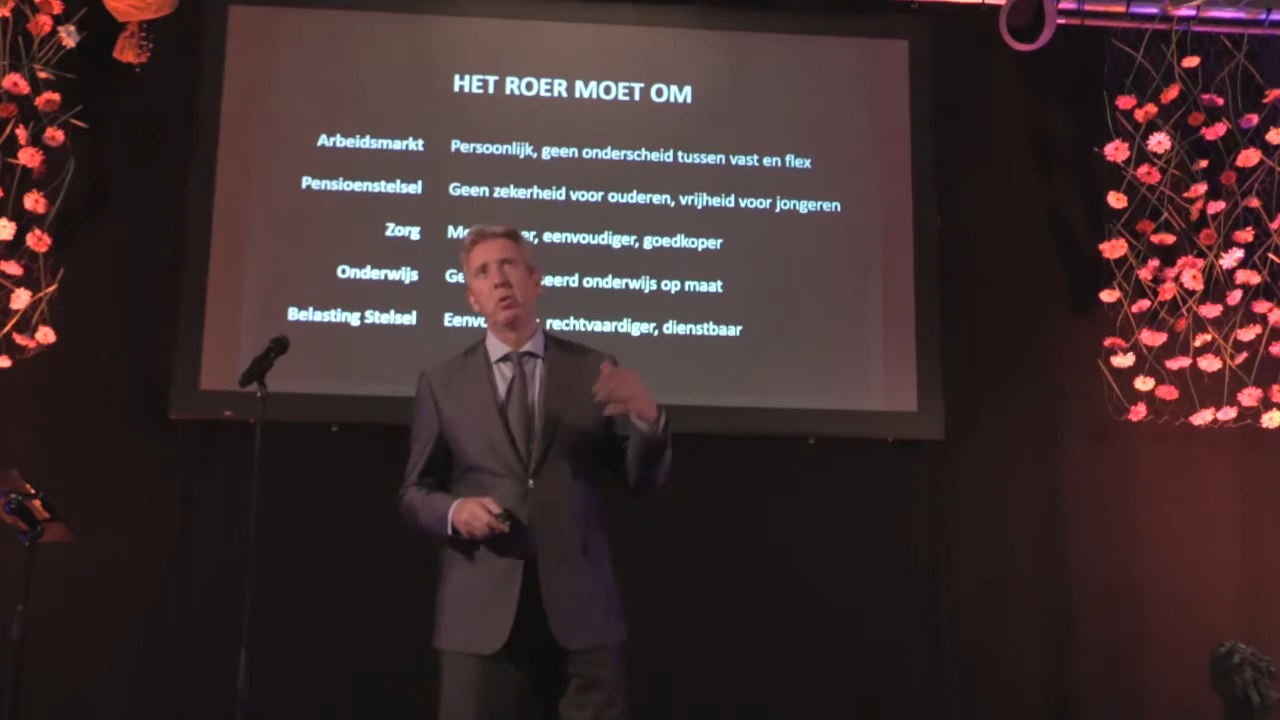 HET ROER MOET OM
Arbeidsmarkt Persoonlijk, geen onderscheid tussen vast en flex
Pensioenstelsel Geen zekerheid voor ouderen, vrijheid voor jongeren
Zorg eenvoudiger, goedkoper
Onderwijs onderwijs op maat
Belasting Stelsel rechtvaardiger, dienstbaar